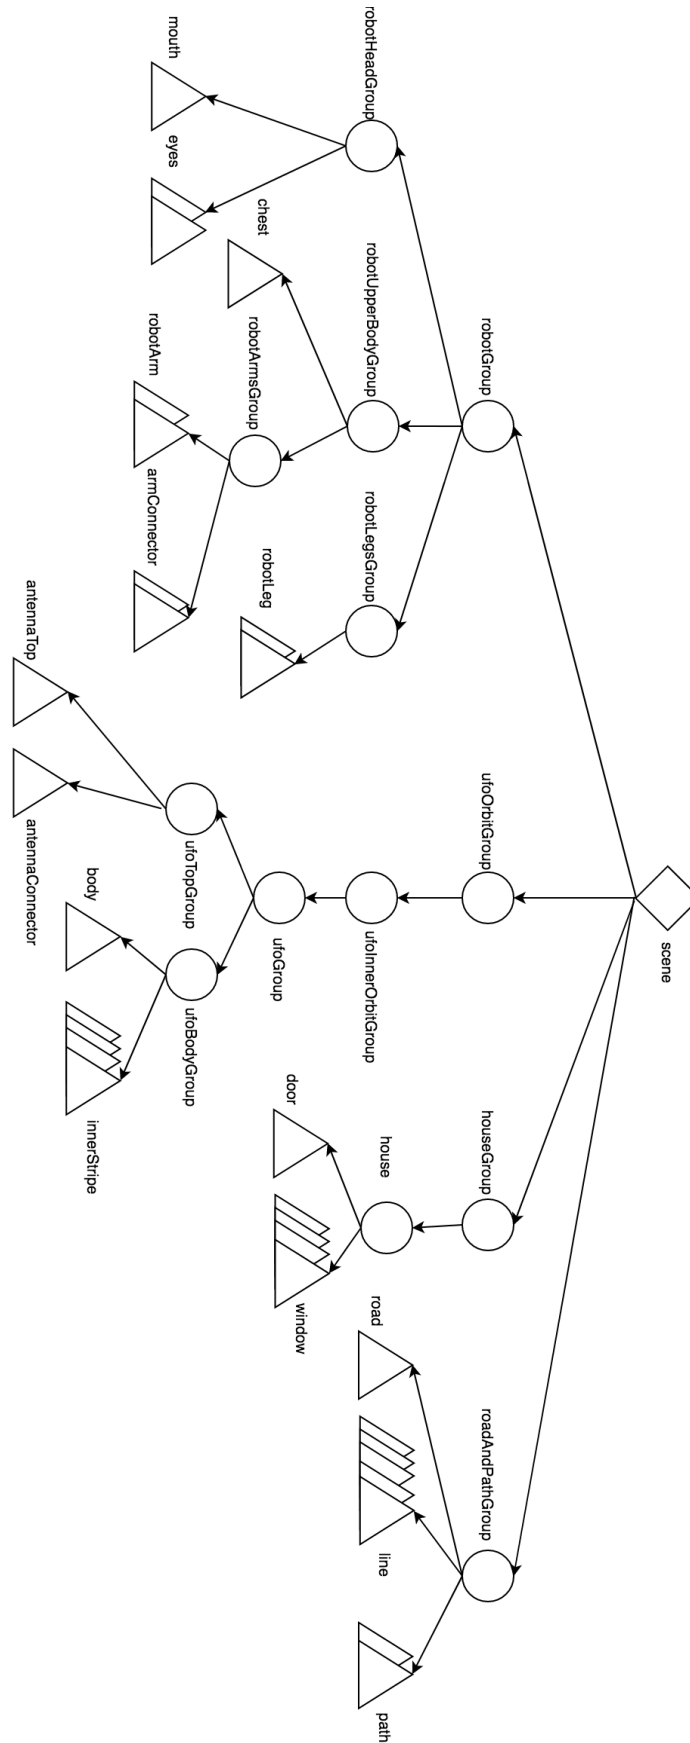 scene
robotGroup
ufoOrbitGroup
houseGroup
roadAndPathGroup
robotHeadGroup
robotUpperBodyGroup
robotLegsGroup
ufoInnerOrbitGroup
house
road
line
path
mouth
eyes
chest
robotArmsGroup
robotLeg
ufoGroup
door
window
robotArm
armConnector
ufoTopGroup
ufoBodyGroup
antennaTop
antennaConnector
body
innerStripe